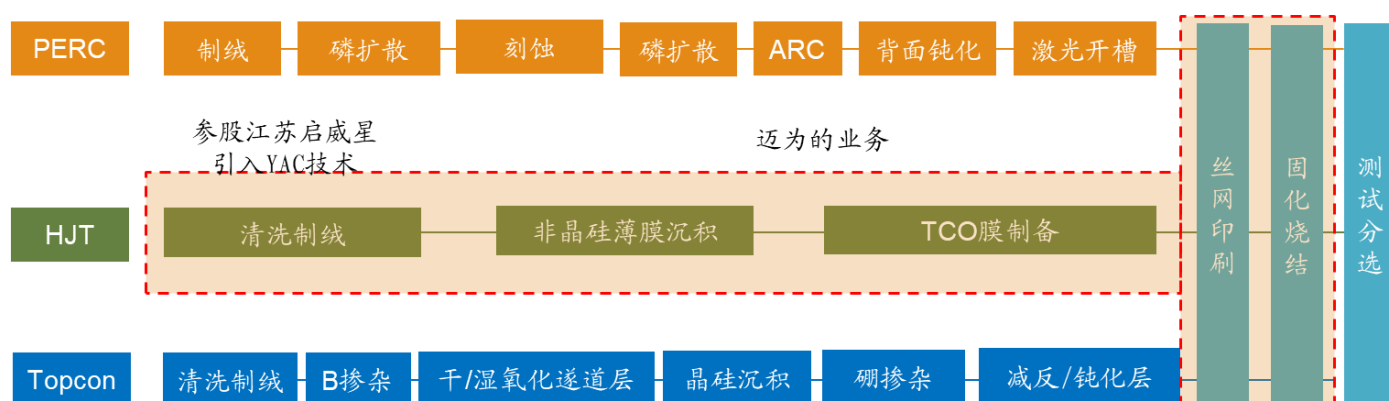 PERC
制绒
磷扩散
刻蚀
磷扩散
ARC
背面钝化
激光开槽
参股江苏启威星
引入YAC技术
迈为的业务
HJT
清洗制绒
非晶硅薄膜沉积
TCO膜制备
丝网印刷
固化烧结
测试分选
Topcon
清洗制绒
B掺杂
干/湿氧化遂道层
晶硅沉积
硼掺杂
减反/钝化层